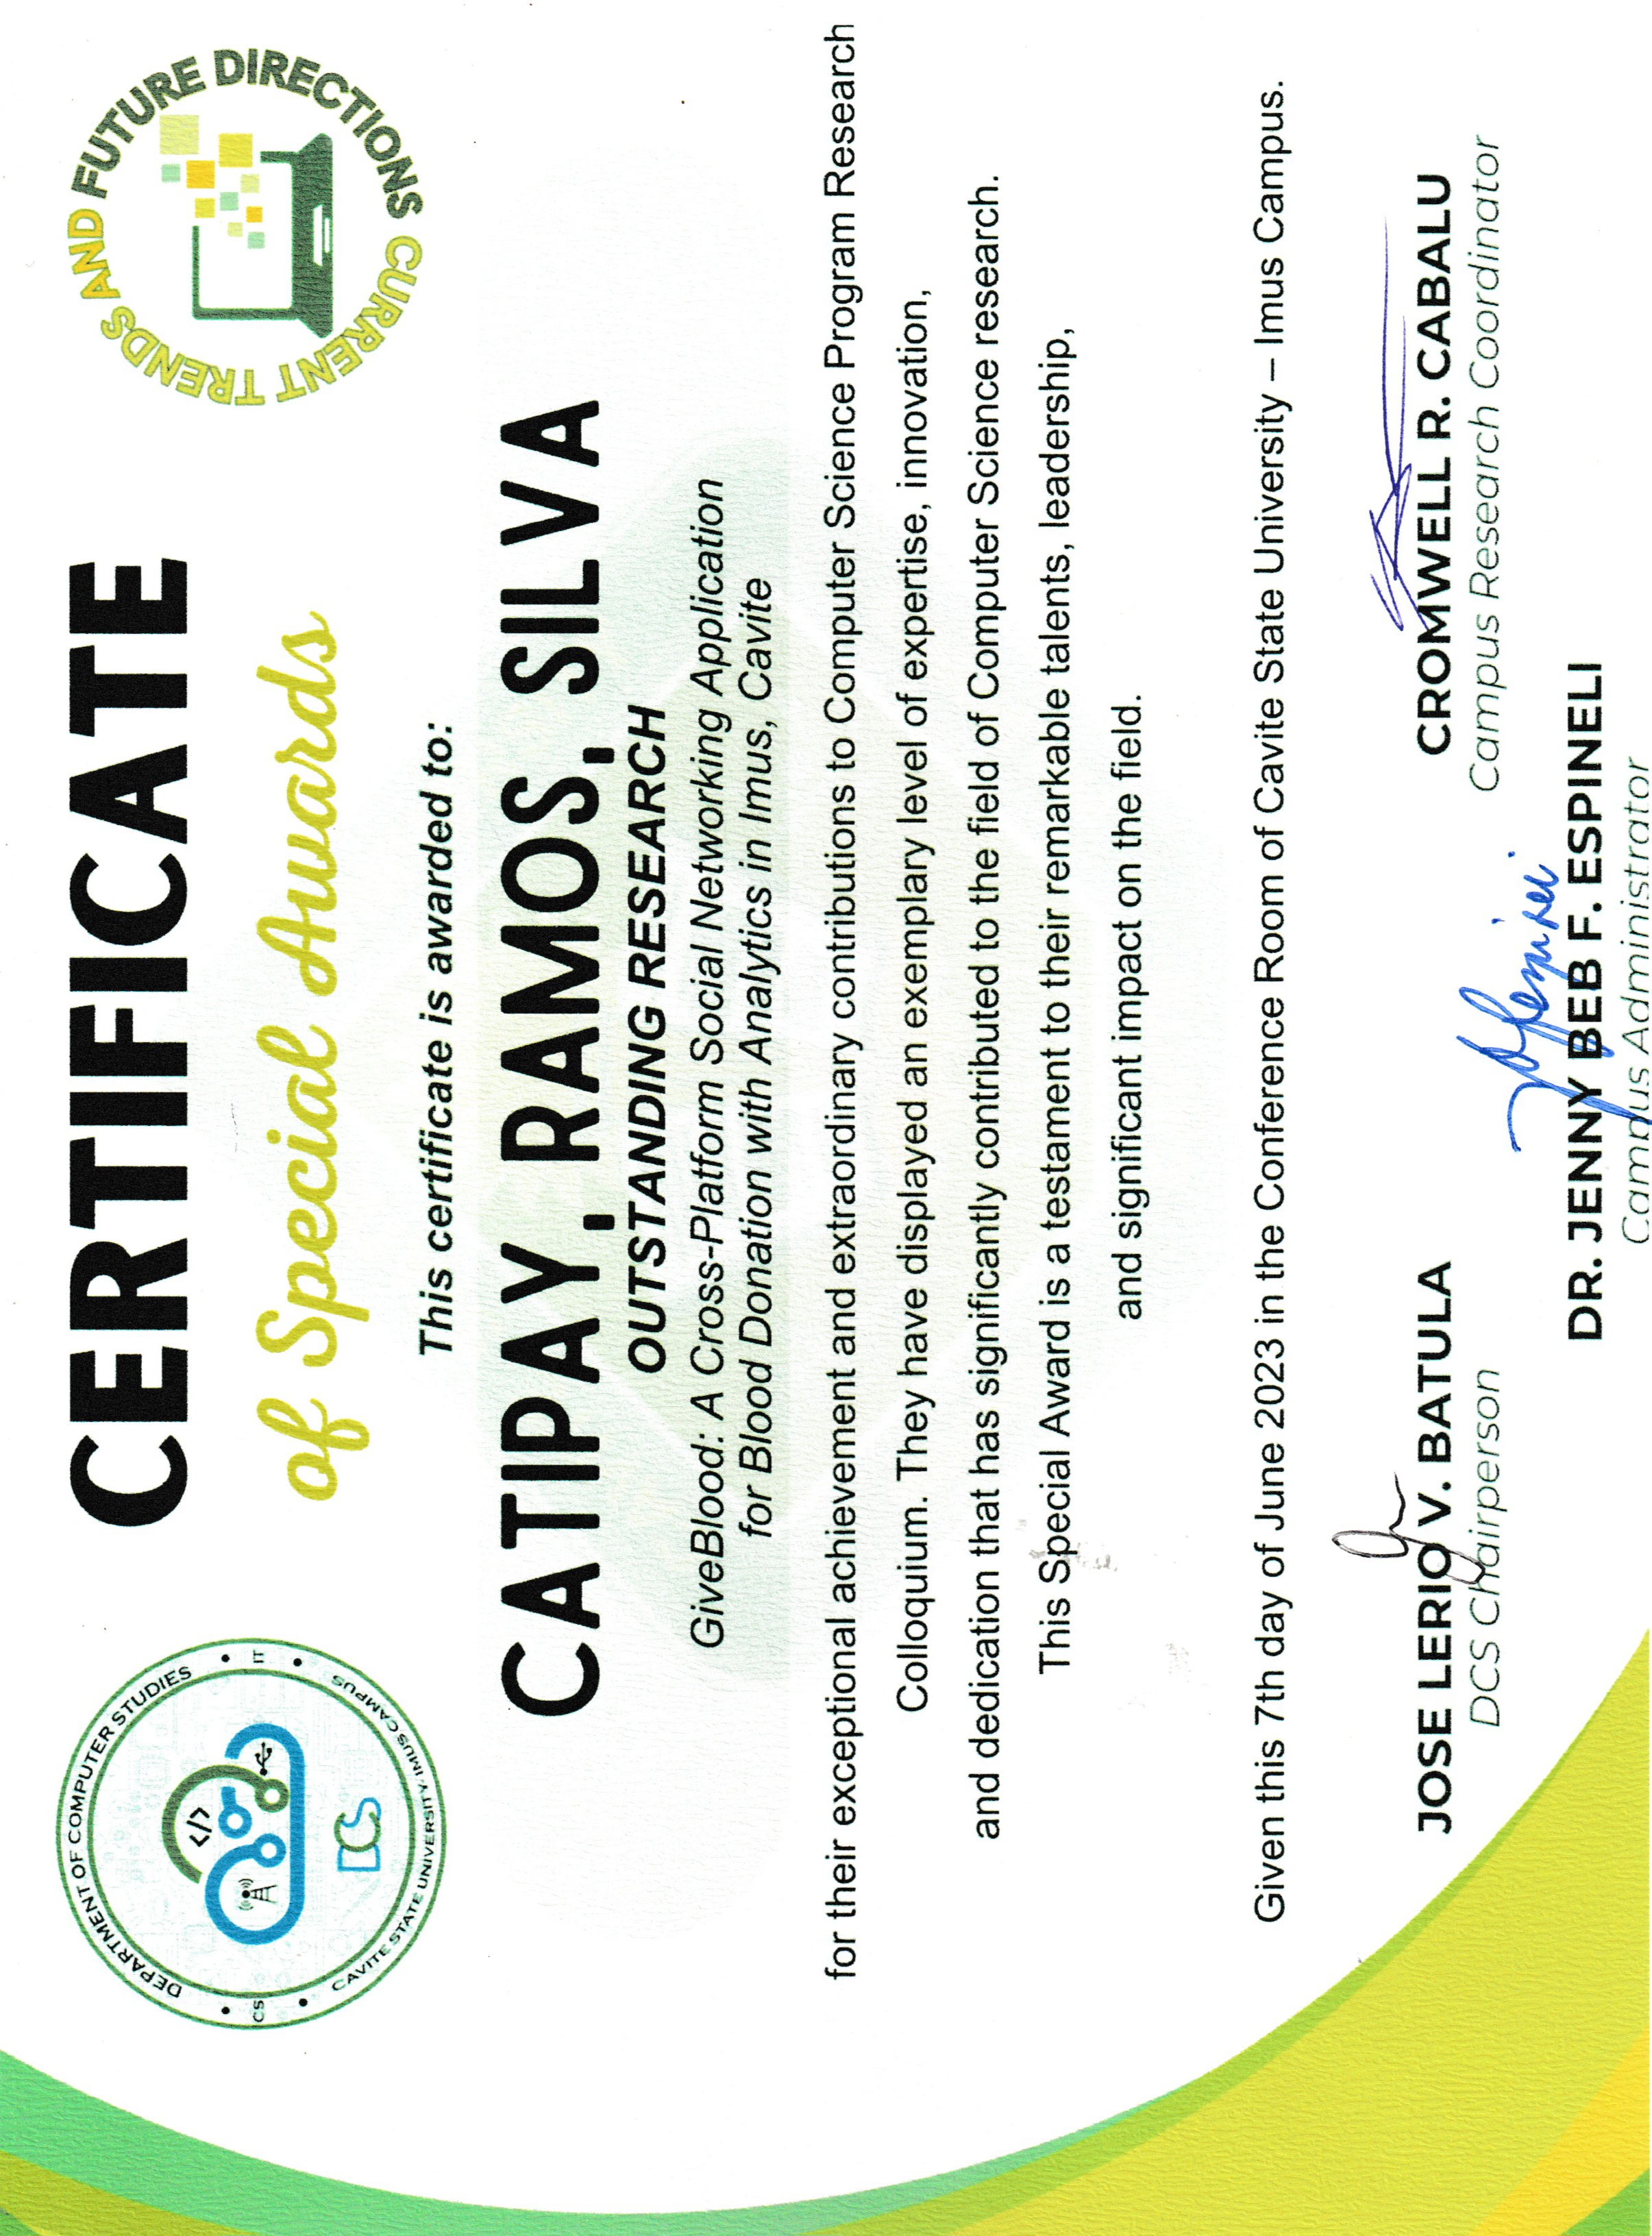 DEPARTMENT OF COMPUTER STUDIES
CS
IT
CAVITE STATE UNIVERSITY-IMUS CAMPUS
</>
DCS
CERTIFICATE
of Special Awards
CURRENT TRENDS AND FUTURE DIRECTIONS
This certificate is awarded to:
CATIPAY, RAMOS, SILVA
OUTSTANDING RESEARCH
GiveBlood: A Cross-Platform Social Networking Application
for Blood Donation with Analytics in Imus, Cavite
for their exceptional achievement and extraordinary contributions to Computer Science Program Research
Colloquium. They have displayed an exemplary level of expertise, innovation,
and dedication that has significantly contributed to the field of Computer Science research.
This Special Award is a testament to their remarkable talents, leadership,
and significant impact on the field.
Given this 7th day of June 2023 in the Conference Room of Cavite State University – Imus Campus.
JOSE LERIO V. BATULA
DCS Chairperson
CROMWELL R. CABALU
Campus Research Coordinator
DR. JENNY BEB F. ESPINELI
Campus Administrator